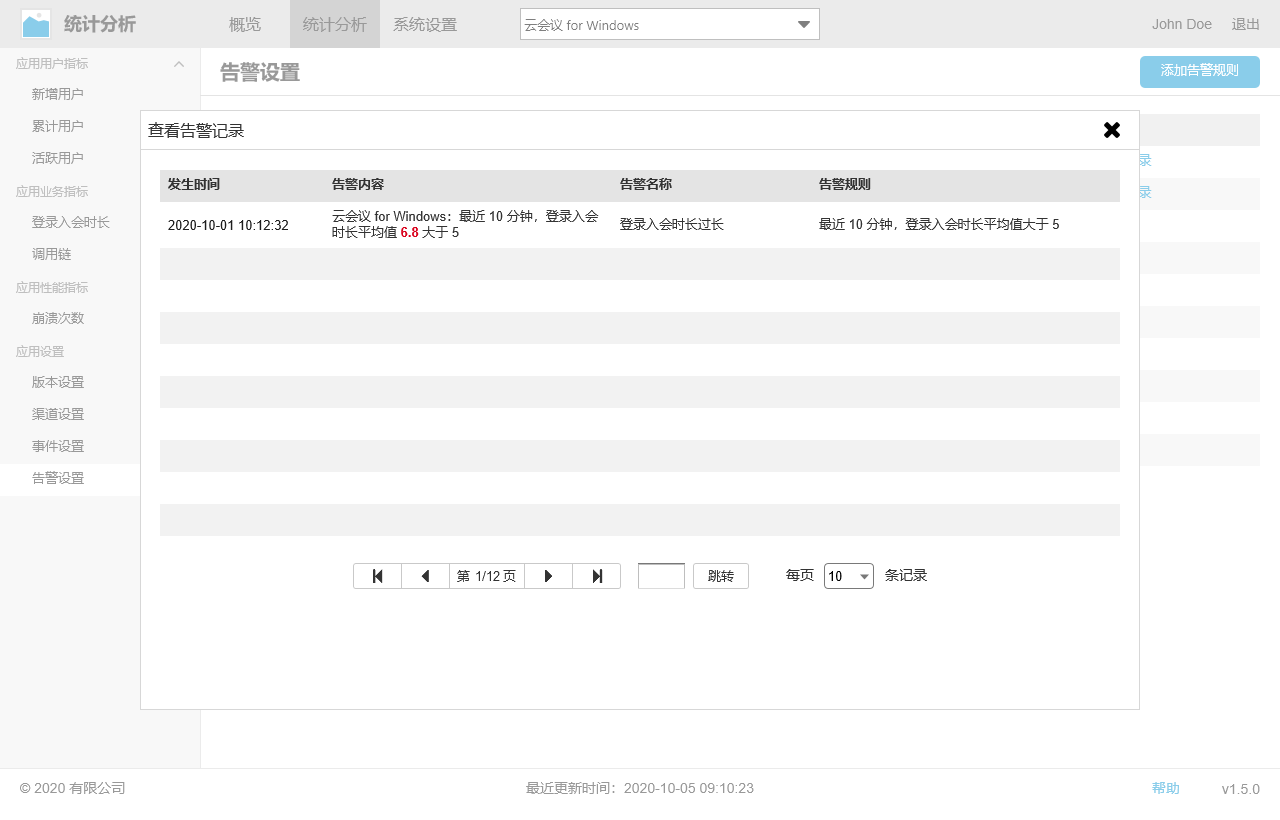 统计分析
概览
统计分析
系统设置
云会议 for Windows
John Doe
退出
应用用户指标
新增用户
累计用户
活跃用户
应用业务指标
登录入会时长
调用链
应用性能指标
崩溃次数
应用设置
版本设置
渠道设置
事件设置
告警设置
告警设置
添加告警规则
录
录
查看告警记录
发生时间
告警内容
告警名称
告警规则
2020-10-01 10:12:32
云会议 for Windows：最近 10 分钟，登录入会
时长平均值 6.8 大于 5
登录入会时长过长
最近 10 分钟，登录入会时长平均值大于 5
第 1/12 页
跳转
每页
10
条记录
© 2020 有限公司
最近更新时间：2020-10-05 09:10:23
帮助
v1.5.0